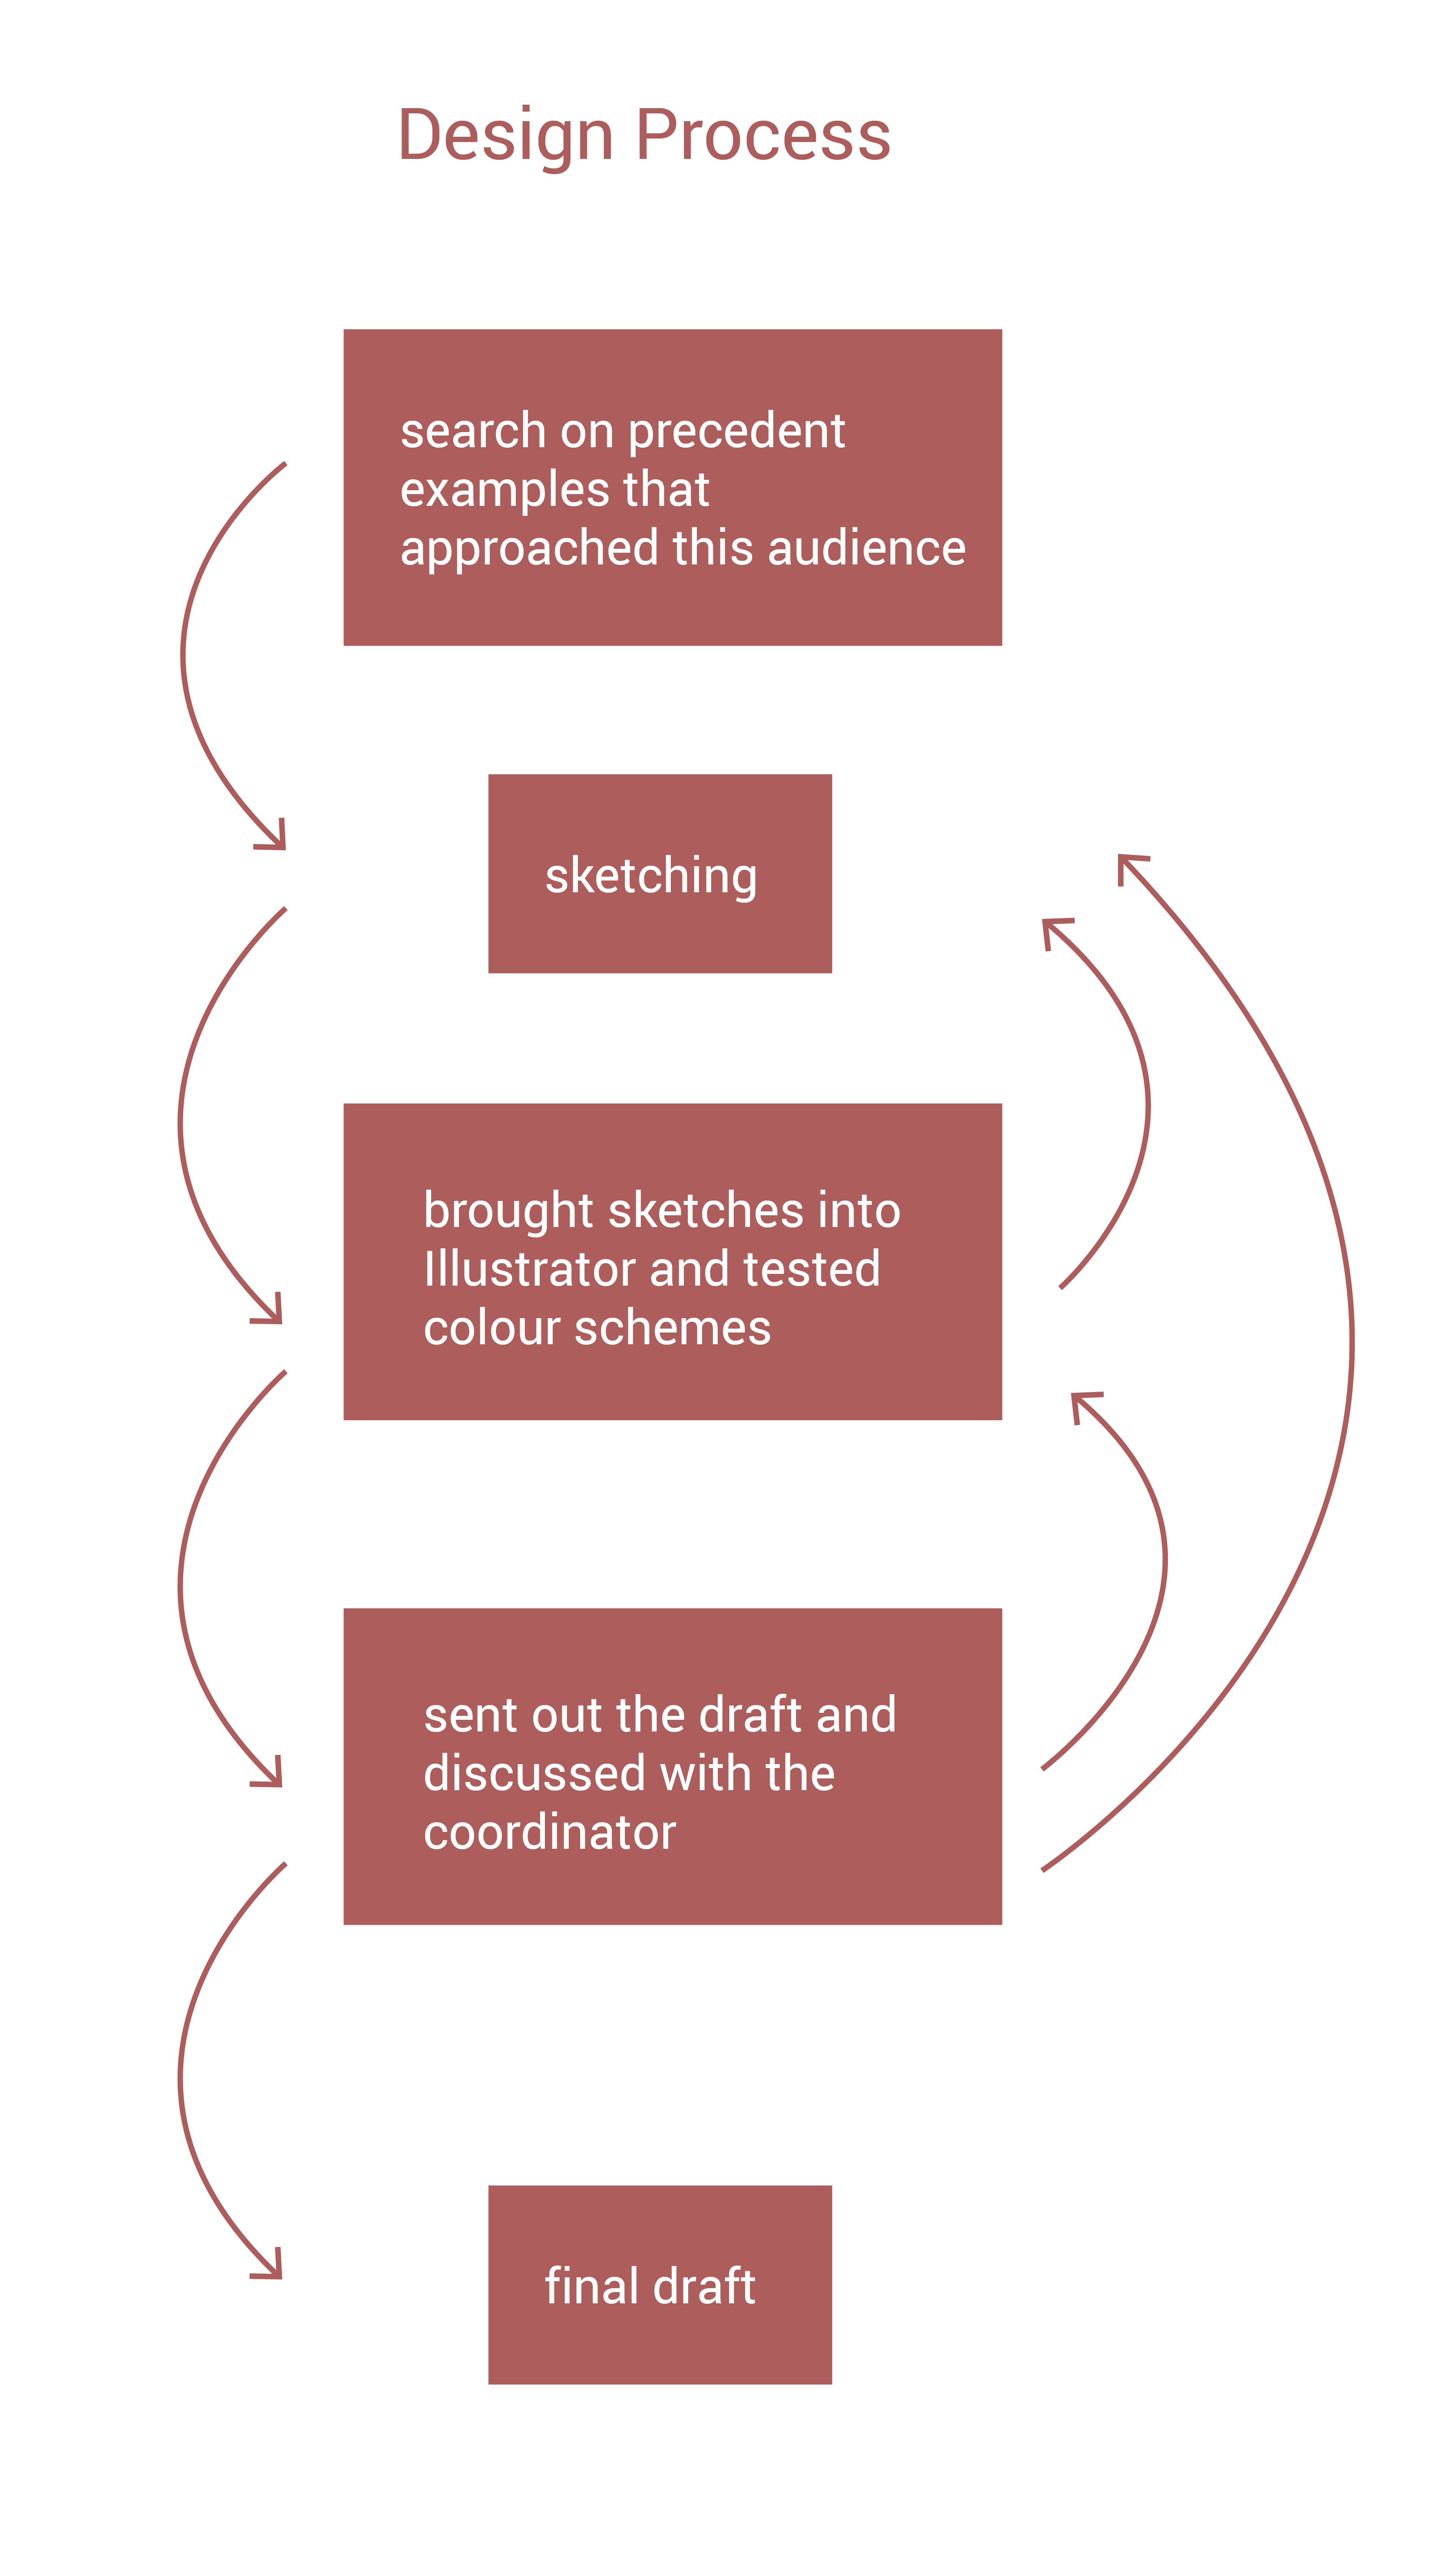 Design Process
search on precedent
examples that
approached this audience
sketching
brought sketches into
Illustrator and tested
colour schemes
sent out the draft and
discussed with the
coordinator
final draft